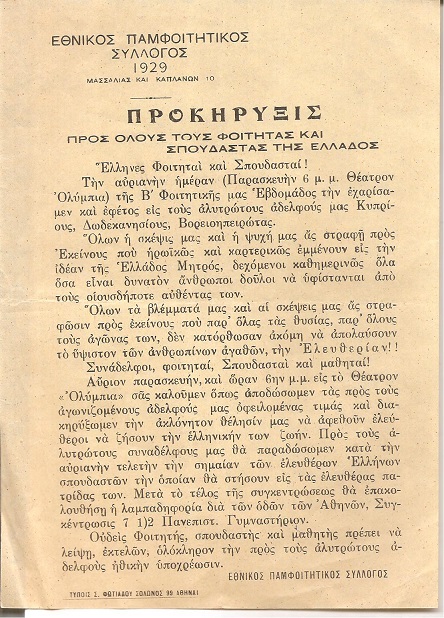 ΕΘΝΙΚΟΣ ΠΑΜΦΟΙΤΗΤΙΚΟΣ
ΣΥΛΛΟΓΟΣ
1929
ΜΑΣΣΑΛΙΑΣ ΚΑΙ ΚΑΠΛΑΝΩΝ 10
ΠΡΟΚΗΡΥΞΙΣ
ΠΡΟΣ ΟΛΟΥΣ ΤΟΥΣ ΦΟΙΤΗΤΑΣ ΚΑΙ
ΣΠΟΥΔΑΣΤΑΣ ΤΗΣ ΕΛΛΑΔΟΣ
Ἕλληνες Φοιτηταὶ καὶ Σπουδασταί!
Τὴν αὐριανὴν ἡμέραν (Παρασκευὴν 6 μ. μ. Θέατρον
Ὀλύμπια) τῆς Β′ Φοιτητικῆς μας Ἑβδομάδος τὴν ἐχαρίσα-
μεν καὶ ἐφέτος εἰς τοὺς ἀλυτρώτους ἀδελφούς μας Κυπρί-
ους, Δωδεκανησίους, Βορειοηπειρώτας.
Ὅλων ἡ σκέψις μας καὶ ἡ ψυχή μας ἄς στραφῇ πρὸς
Ἐκείνους ποὺ ἡρωϊκῶς καὶ καρτερικῶς ἐμμένουν εἰς τὴν
ἰδέαν τῆς Ἑλλάδος Μητρός, δεχόμενοι καθημερινῶς ὅλα
ὅσα εἶναι δυνατὸν ἄνθρωποι δοῦλοι νὰ ὑφίστανται ἀπὸ
τοὺς οἱουσδήποτε αὐθέντας των.
Ὅλων τὰ βλέμματά μας καὶ αἱ σκέψεις μας ἄς στρα-
φῶσιν πρὸς ἐκείνους ποὺ παρ' ὅλας τὰς θυσίας, παρ' ὅλους
τοὺς ἀγῶνας των, δὲν κατόρθωσαν ἀκόμη νὰ ἀπολαύσουν
τὸ ὕψιστον τῶν ἀνθρωπίνων ἀγαθῶν, τὴν Ἐλευθερίαν!!
Συνάδελφοι, φοιτηταί, Σπουδασταὶ καὶ μαθηταί!
Αὔριον παρασκευήν, καὶ ὥραν 6ην μ.μ. εἰς τὸ Θέατρον
«Ὀλύμπια» σᾶς καλοῦμεν ὅπως ἀποδώσωμεν τὰς πρὸς τοὺς
ἀγωνιζομένους ἀδελφούς μας ὀφειλομένας τιμὰς καὶ δια-
κηρύξωμεν τὴν ἀκλόνητον θέλησίν μας νὰ ἀφεθοῦν ἐλεύ-
θεροι νὰ ζήσουν τὴν ἑλληνικήν των ζωήν. Πρὸς τοὺς ἀ-
λυτρώτους συναδέλφους μας θὰ παραδώσωμεν κατὰ τὴν
αὐριανὴν τελετὴν τὴν σημαίαν τῶν ἐλευθέρων Ἑλλήνων
σπουδαστῶν τὴν ὁποίαν θὰ στήσουν εἰς τὰς ἐλευθέρας πα-
τρίδας των. Μετὰ τὸ τέλος τῆς συγκεντρώσεως θὰ ἐπακο-
λουθήσῃ ἡ λαμπαδηφορία διὰ τῶν ὁδῶν τῶν Ἀθηνῶν, Συγ-
κέντρωσις 7 1)2 Πανεπιστ. Γυμναστήριον.
Οὐδεὶς Φοιτητής, σπουδαστὴς καὶ μαθητὴς πρέπει νὰ
λείψῃ, ἐκτελῶν, ὁλόκληρον τὴν πρὸς τοὺς ἀλυτρώτους ἀ-
δελφοὺς ἠθικὴν ὑποχρέωσιν.
ΕΘΝΙΚΟΣ ΠΑΜΦΟΙΤΗΤΙΚΟΣ ΣΥΛΛΟΓΟΣ
ΤΥΠΟΙΣ Σ. ΦΩΤΙΑΔΟΥ ΣΟΛΩΝΟΣ 99 ΑΘΗΝΑΙ